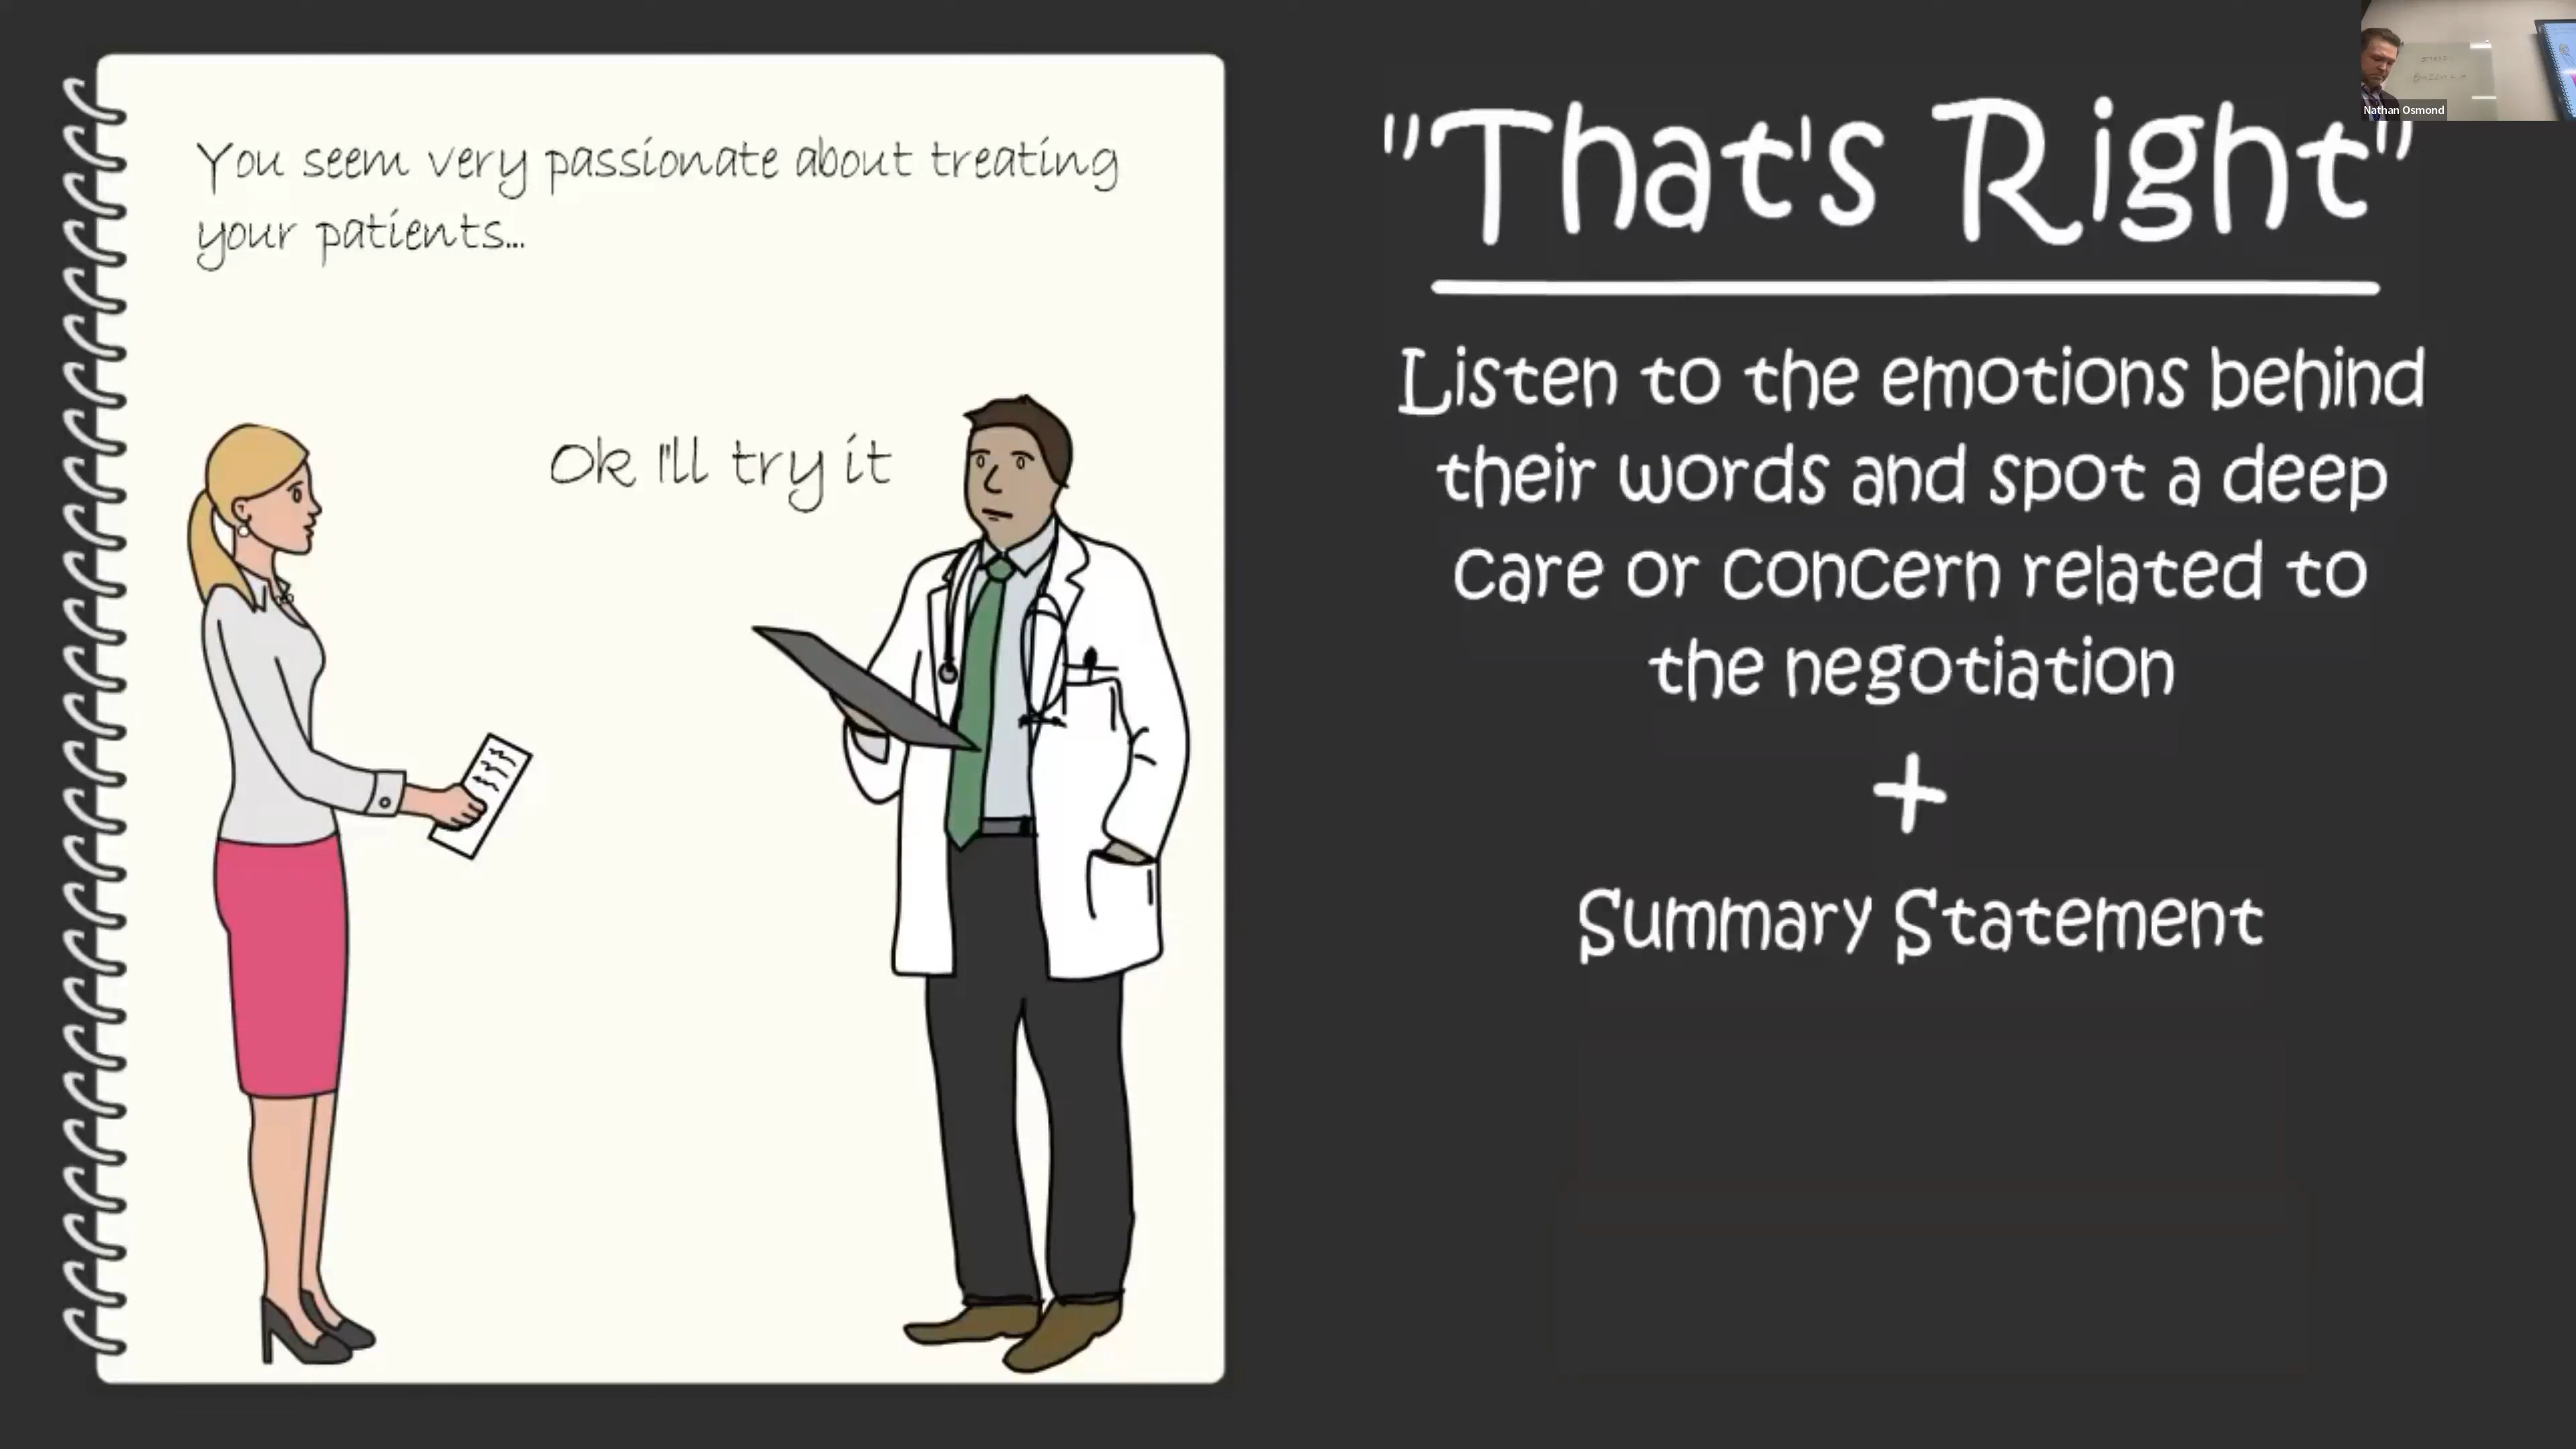 You seem very passionate about treating
your patients...
Ok I'll try it
"That's Right"
Listen to the emotions behind
their words and spot a deep
care or concern related to
the negotiation
+
Summary Statement
Nathan Osmond